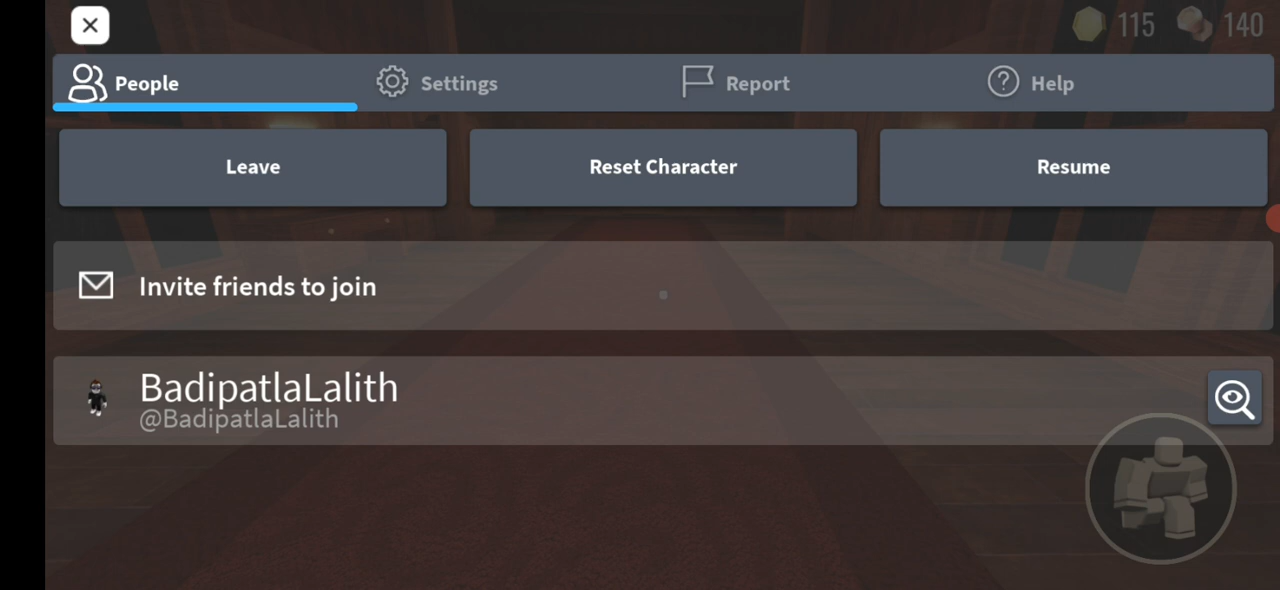 115 140
People Settings Report Help
Leave Reset Character Resume
Invite friends to join
BadipatlaLalith
@BadipatlaLalith